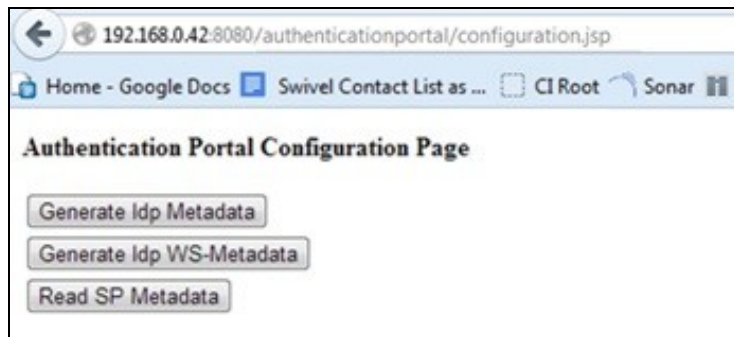 192.168.0.42:8080/authenticationportal/configuration.jsp
Home - Google Docs Swivel Contact List as ... CI Root Sonar
Authentication Portal Configuration Page
Generate Idp Metadata
Generate Idp WS-Metadata
Read SP Metadata